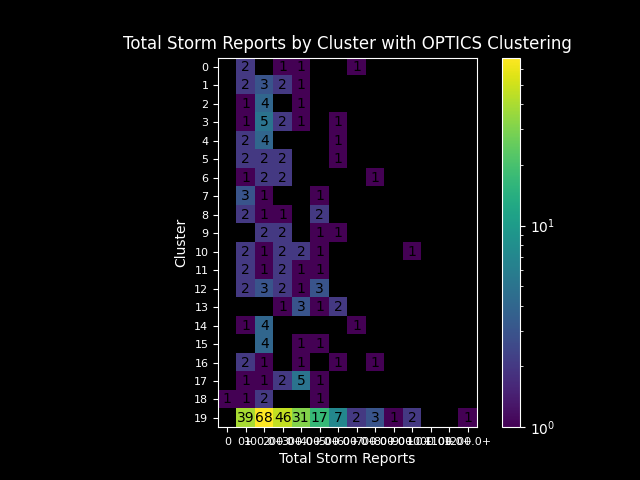 Total Storm Reports by Cluster with OPTICS Clustering
0 2 1 1 1
1 2 3 2 1
2 1 4 1
3 1 5 2 1 1
4 2 4 1
5 2 2 2 1
6 1 2 2 1
7 3 1 1
8 2 1 1 2
9 2 2 1 1
10 2 1 2 2 1 1
11 2 1 2 1 1
12 2 3 2 1 3
13 1 3 1 2
14 1 4 1
15 4 1 1
16 2 1 1 1 1
17 1 1 2 5 1
18 1 1 2 1
19 39 68 46 31 17 7 2 3 1 2 1
Cluster
0
Total Storm Reports
10¹
10⁰